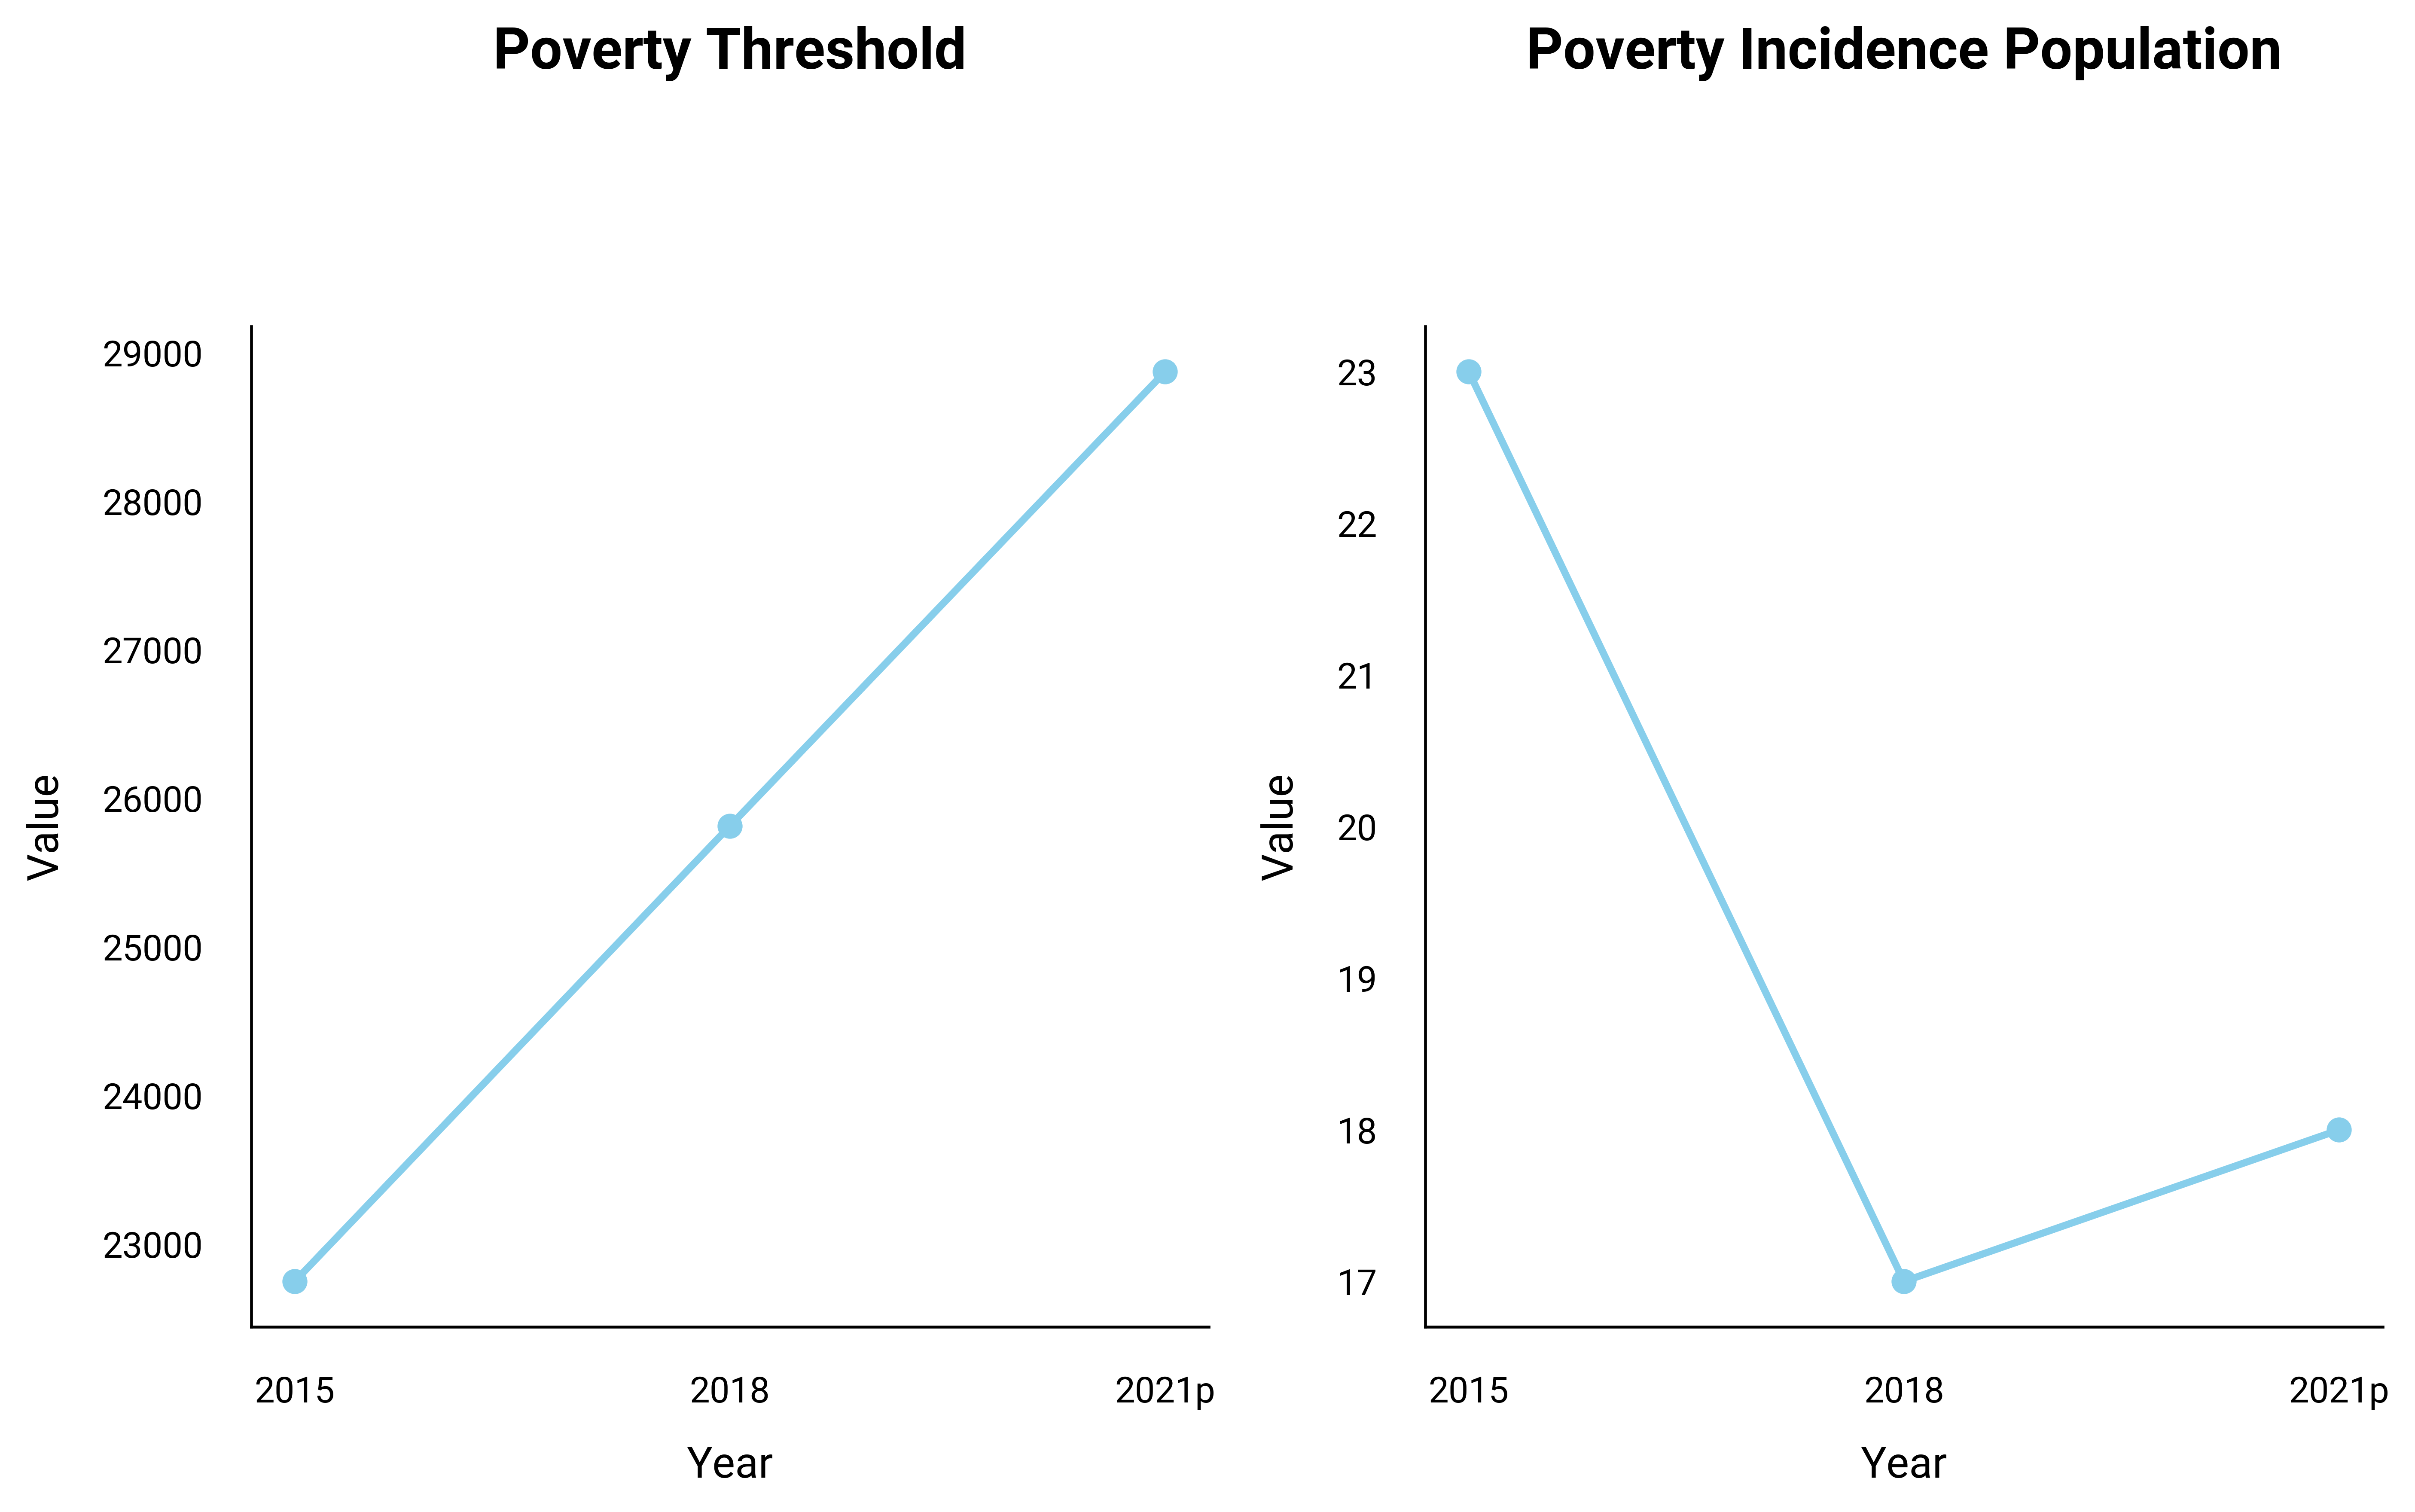 Poverty Threshold
29000
28000
27000
26000
25000
24000
23000
Value
2015 2018 2021p
Year
Poverty Incidence Population
23
22
21
20
19
18
17
Value
2015 2018 2021p
Year